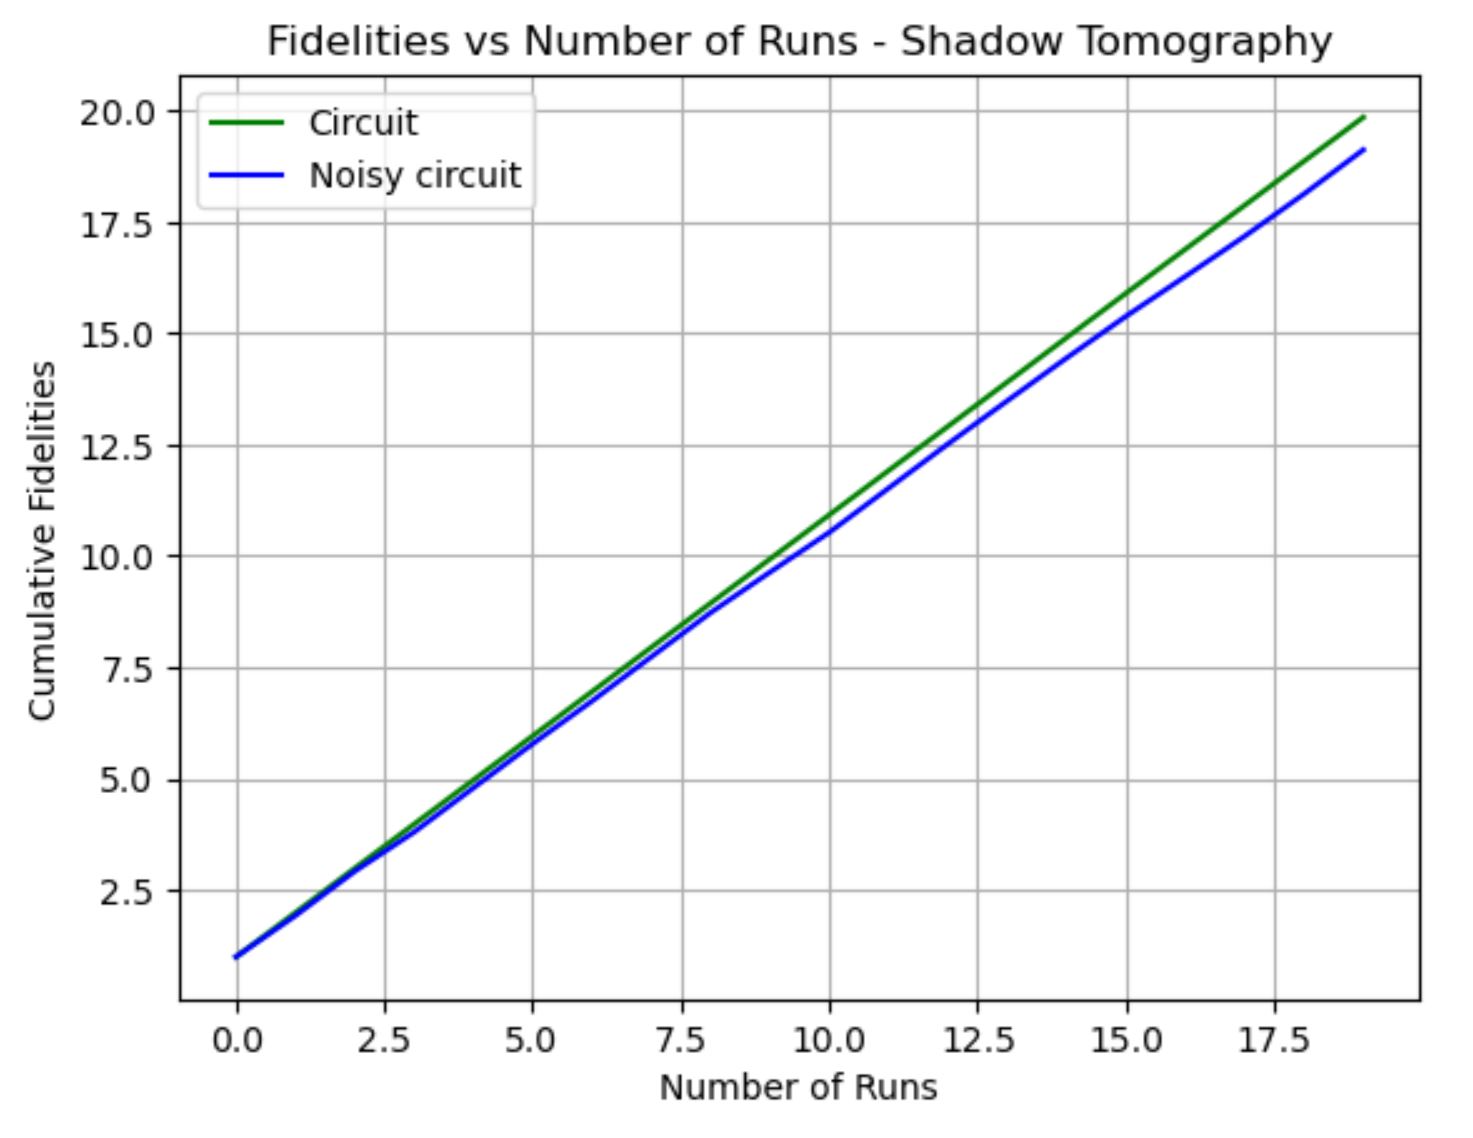 Fidelities vs Number of Runs - Shadow Tomography
Circuit
Noisy circuit
Cumulative Fidelities
20.0
17.5
15.0
12.5
10.0
7.5
5.0
2.5
0.0 2.5 5.0 7.5 10.0 12.5 15.0 17.5
Number of Runs